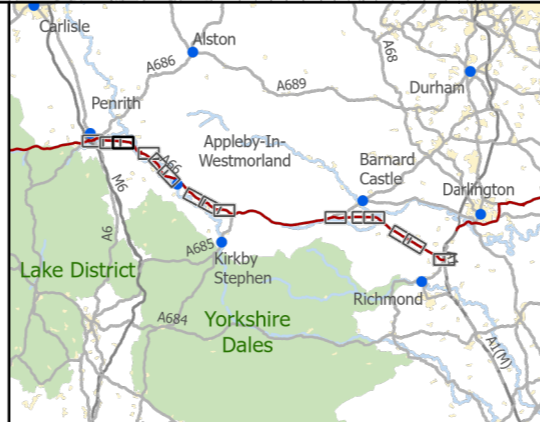 Carlisle
Alston
A686
A68
A689
Durham
Penrith
Appleby-In-
Westmorland
A66
Barnard
Castle
Darlington
M6
A6
A685
Lake District
Kirkby
Stephen
Richmond
A684
Yorkshire
Dales
A1(M)